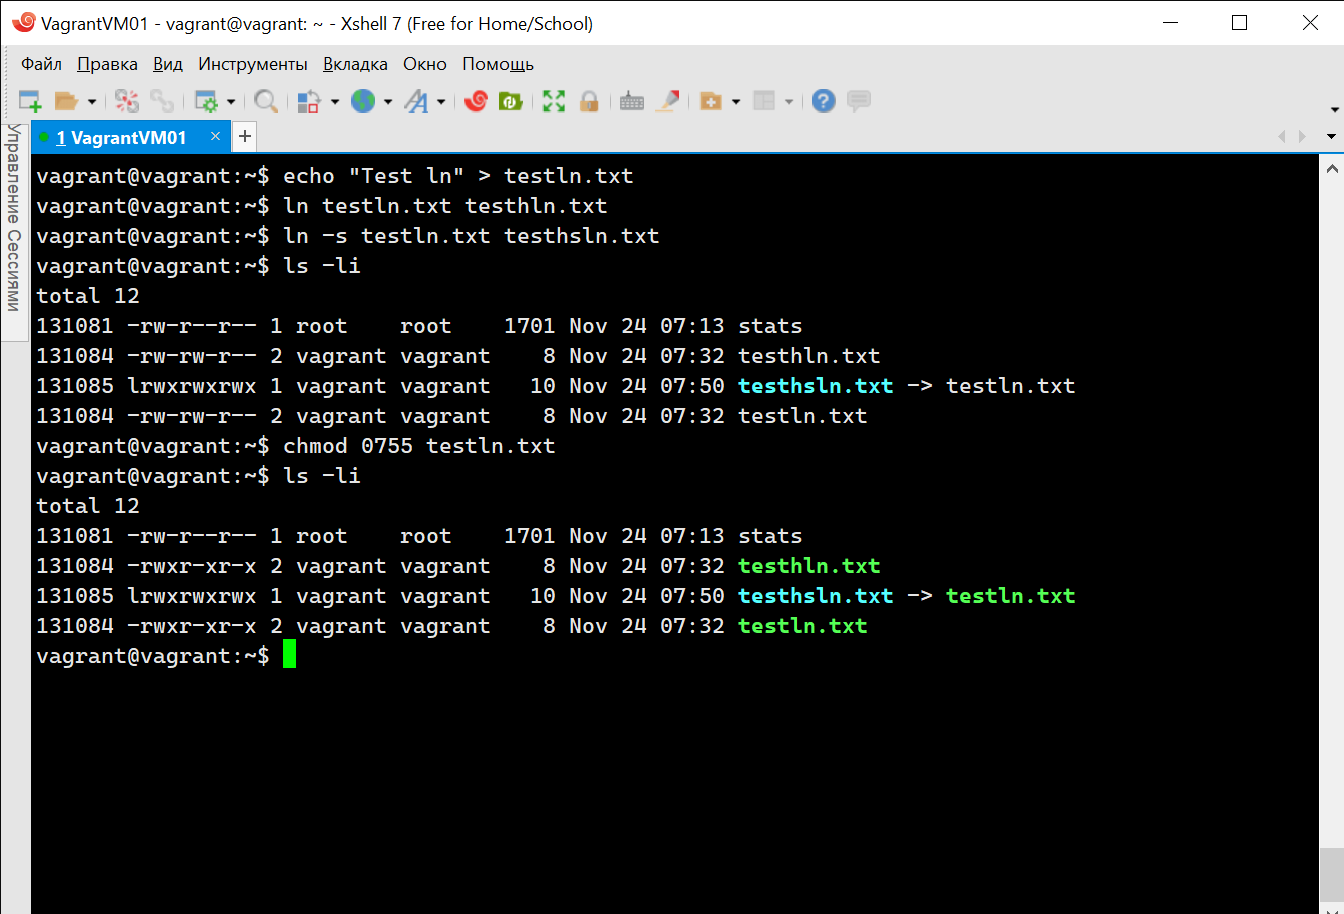 VagrantVM01 - vagrant@vagrant: ~ - Xshell 7 (Free for Home/School)
Файл Правка Вид Инструменты Вкладка Окно Помощь
1 VagrantVM01 × +
Управление Сессиями
vagrant@vagrant:~$ echo "Test ln" > testln.txt
vagrant@vagrant:~$ ln testln.txt testhln.txt
vagrant@vagrant:~$ ln -s testln.txt testhsln.txt
vagrant@vagrant:~$ ls -li
total 12
131081 -rw-r--r-- 1 root    root    1701 Nov 24 07:13 stats
131084 -rw-rw-r-- 2 vagrant vagrant    8 Nov 24 07:32 testhln.txt
131085 lrwxrwxrwx 1 vagrant vagrant   10 Nov 24 07:50 testhsln.txt -> testln.txt
131084 -rw-rw-r-- 2 vagrant vagrant    8 Nov 24 07:32 testln.txt
vagrant@vagrant:~$ chmod 0755 testln.txt
vagrant@vagrant:~$ ls -li
total 12
131081 -rw-r--r-- 1 root    root    1701 Nov 24 07:13 stats
131084 -rwxr-xr-x 2 vagrant vagrant    8 Nov 24 07:32 testhln.txt
131085 lrwxrwxrwx 1 vagrant vagrant   10 Nov 24 07:50 testhsln.txt -> testln.txt
131084 -rwxr-xr-x 2 vagrant vagrant    8 Nov 24 07:32 testln.txt
vagrant@vagrant:~$